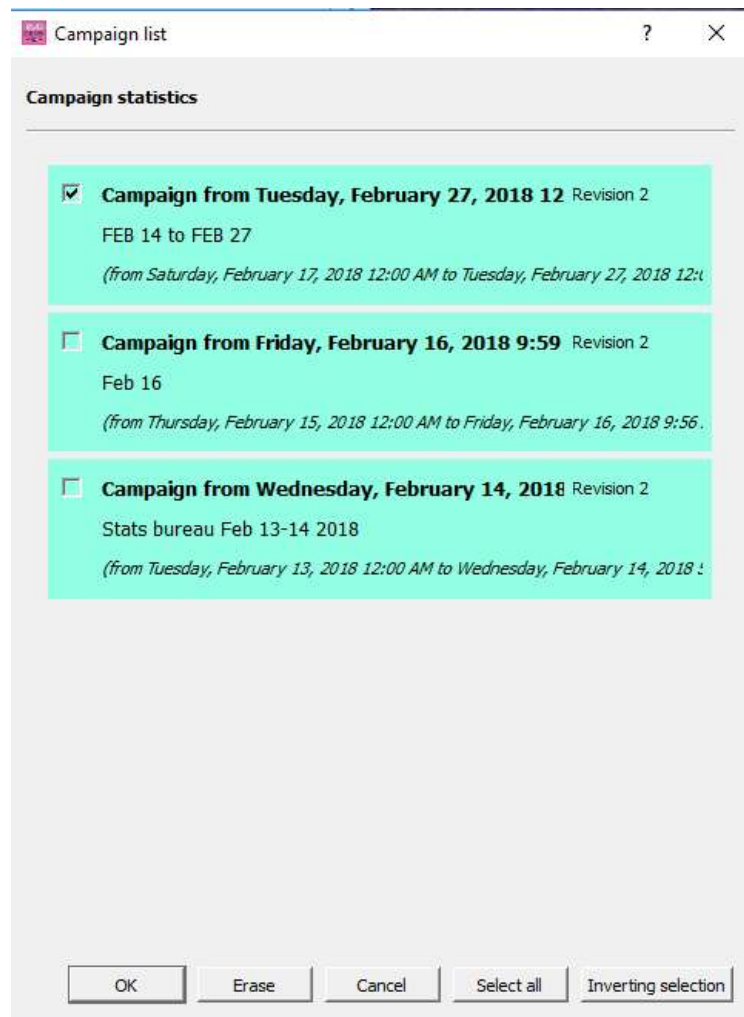 Campaign list ?
Campaign statistics
Campaign from Tuesday, February 27, 2018 12 Revision 2
FEB 14 to FEB 27
(from Saturday, February 17, 2018 12:00 AM to Tuesday, February 27, 2018 12:
Campaign from Friday, February 16, 2018 9:59 Revision 2
Feb 16
(from Thursday, February 15, 2018 12:00 AM to Friday, February 16, 2018 9:56
Campaign from Wednesday, February 14, 2018 Revision 2
Stats bureau Feb 13-14 2018
(from Tuesday, February 13, 2018 12:00 AM to Wednesday, February 14, 2018
OK Erase Cancel Select all Inverting selection